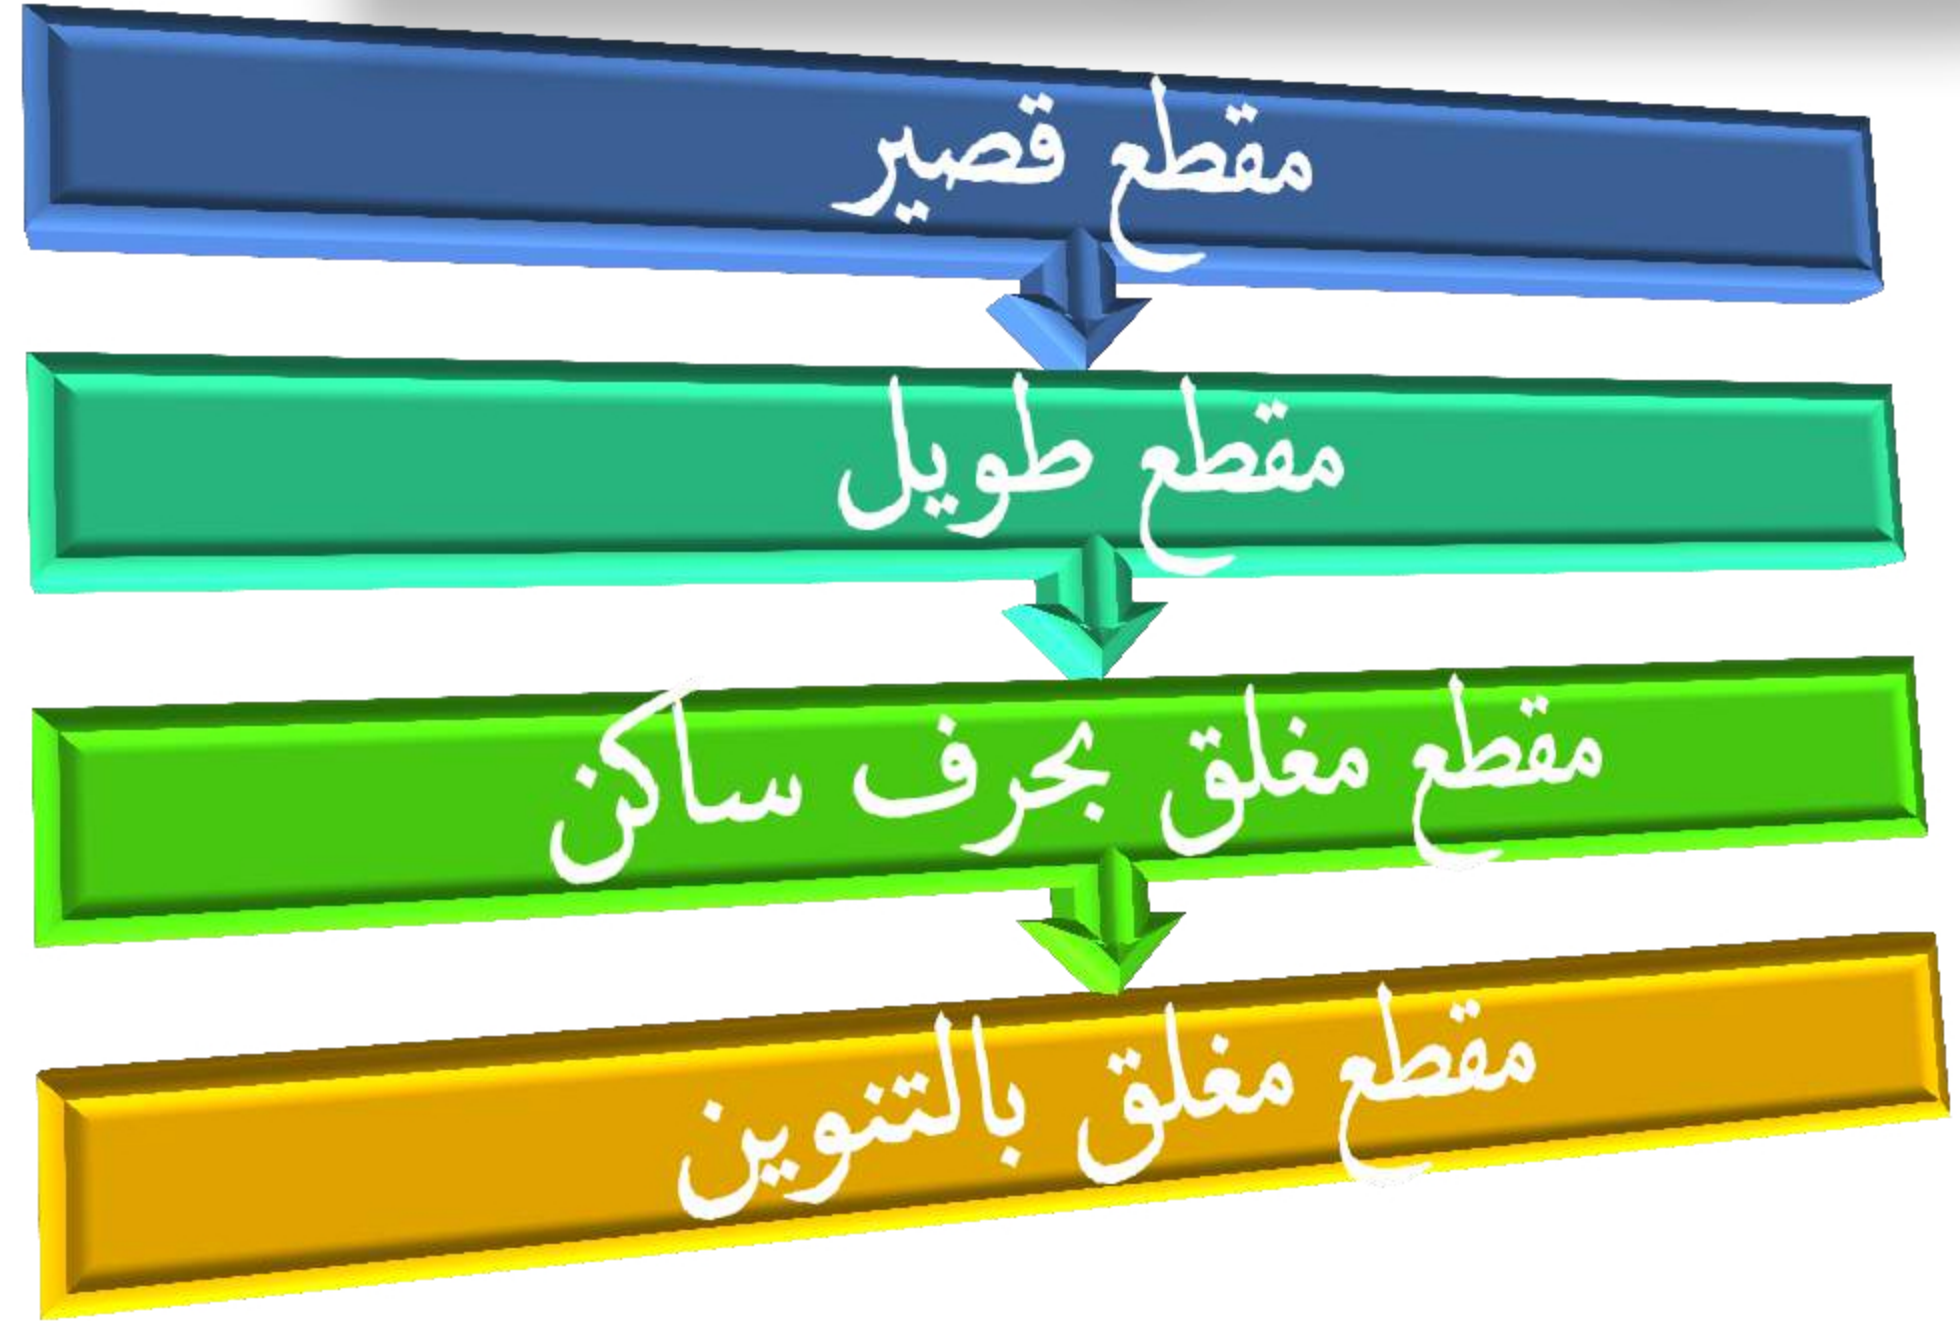 مقطع قصير
مقطع طويل
مقطع مغلق بحرف ساكن
مقطع مغلق بالتنوين